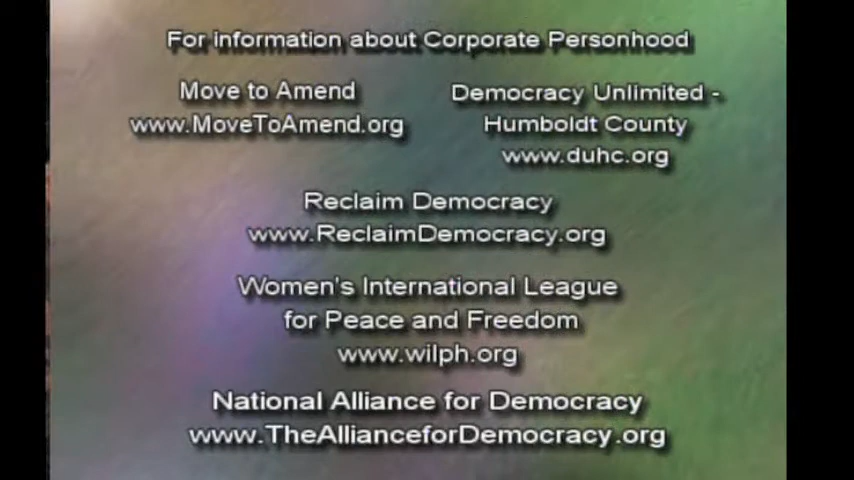 For information about Corporate Personhood
Move to Amend
www.MoveToAmend.org
Democracy Unlimited -
Humboldt County
www.duhc.org
Reclaim Democracy
www.ReclaimDemocracy.org
Women's International League
for Peace and Freedom
www.wilph.org
National Alliance for Democracy
www.TheAllianceforDemocracy.org